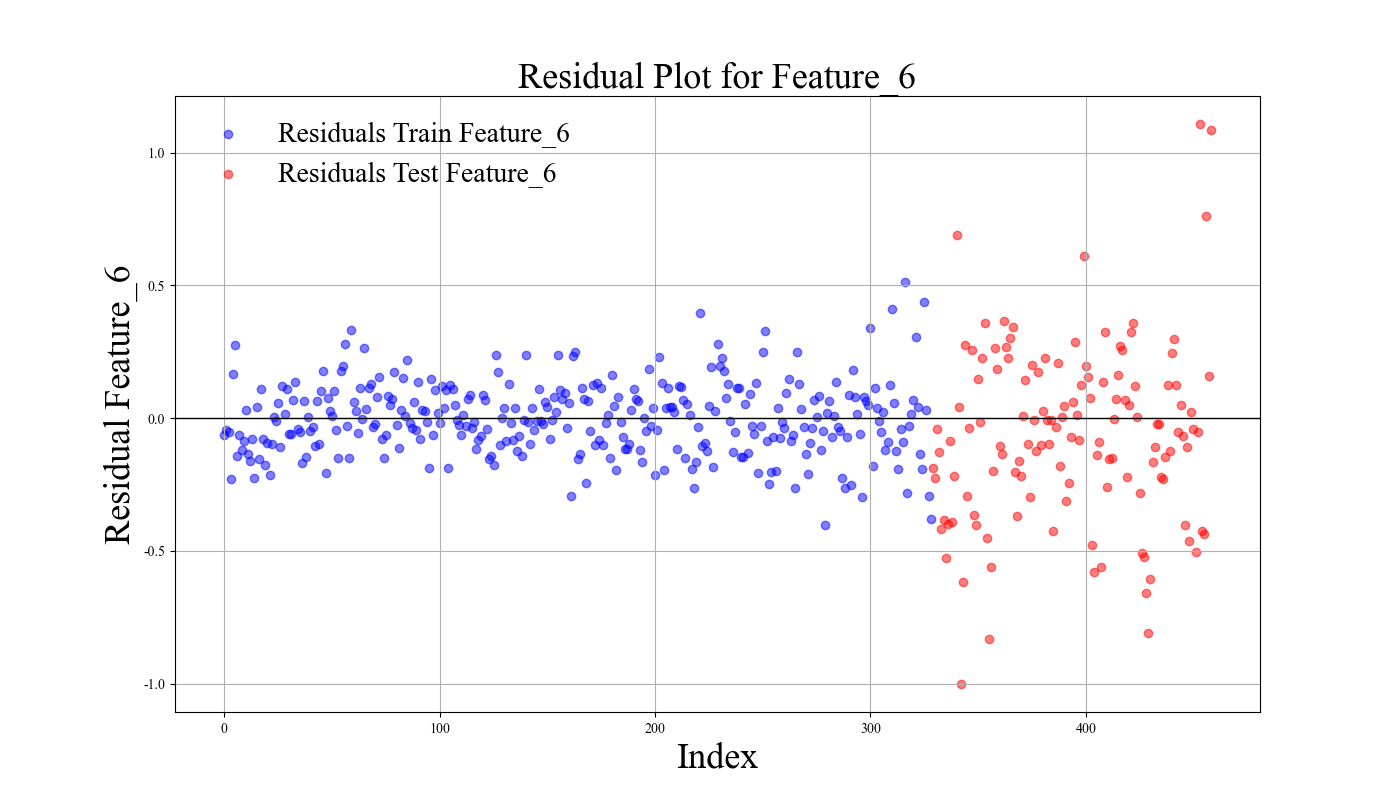 Residual Plot for Feature_6
Residuals Train Feature_6
Residuals Test Feature_6
Residual Feature_6
1.0
0.5
0.0
-0.5
-1.0
0
100
200
300
400
Index